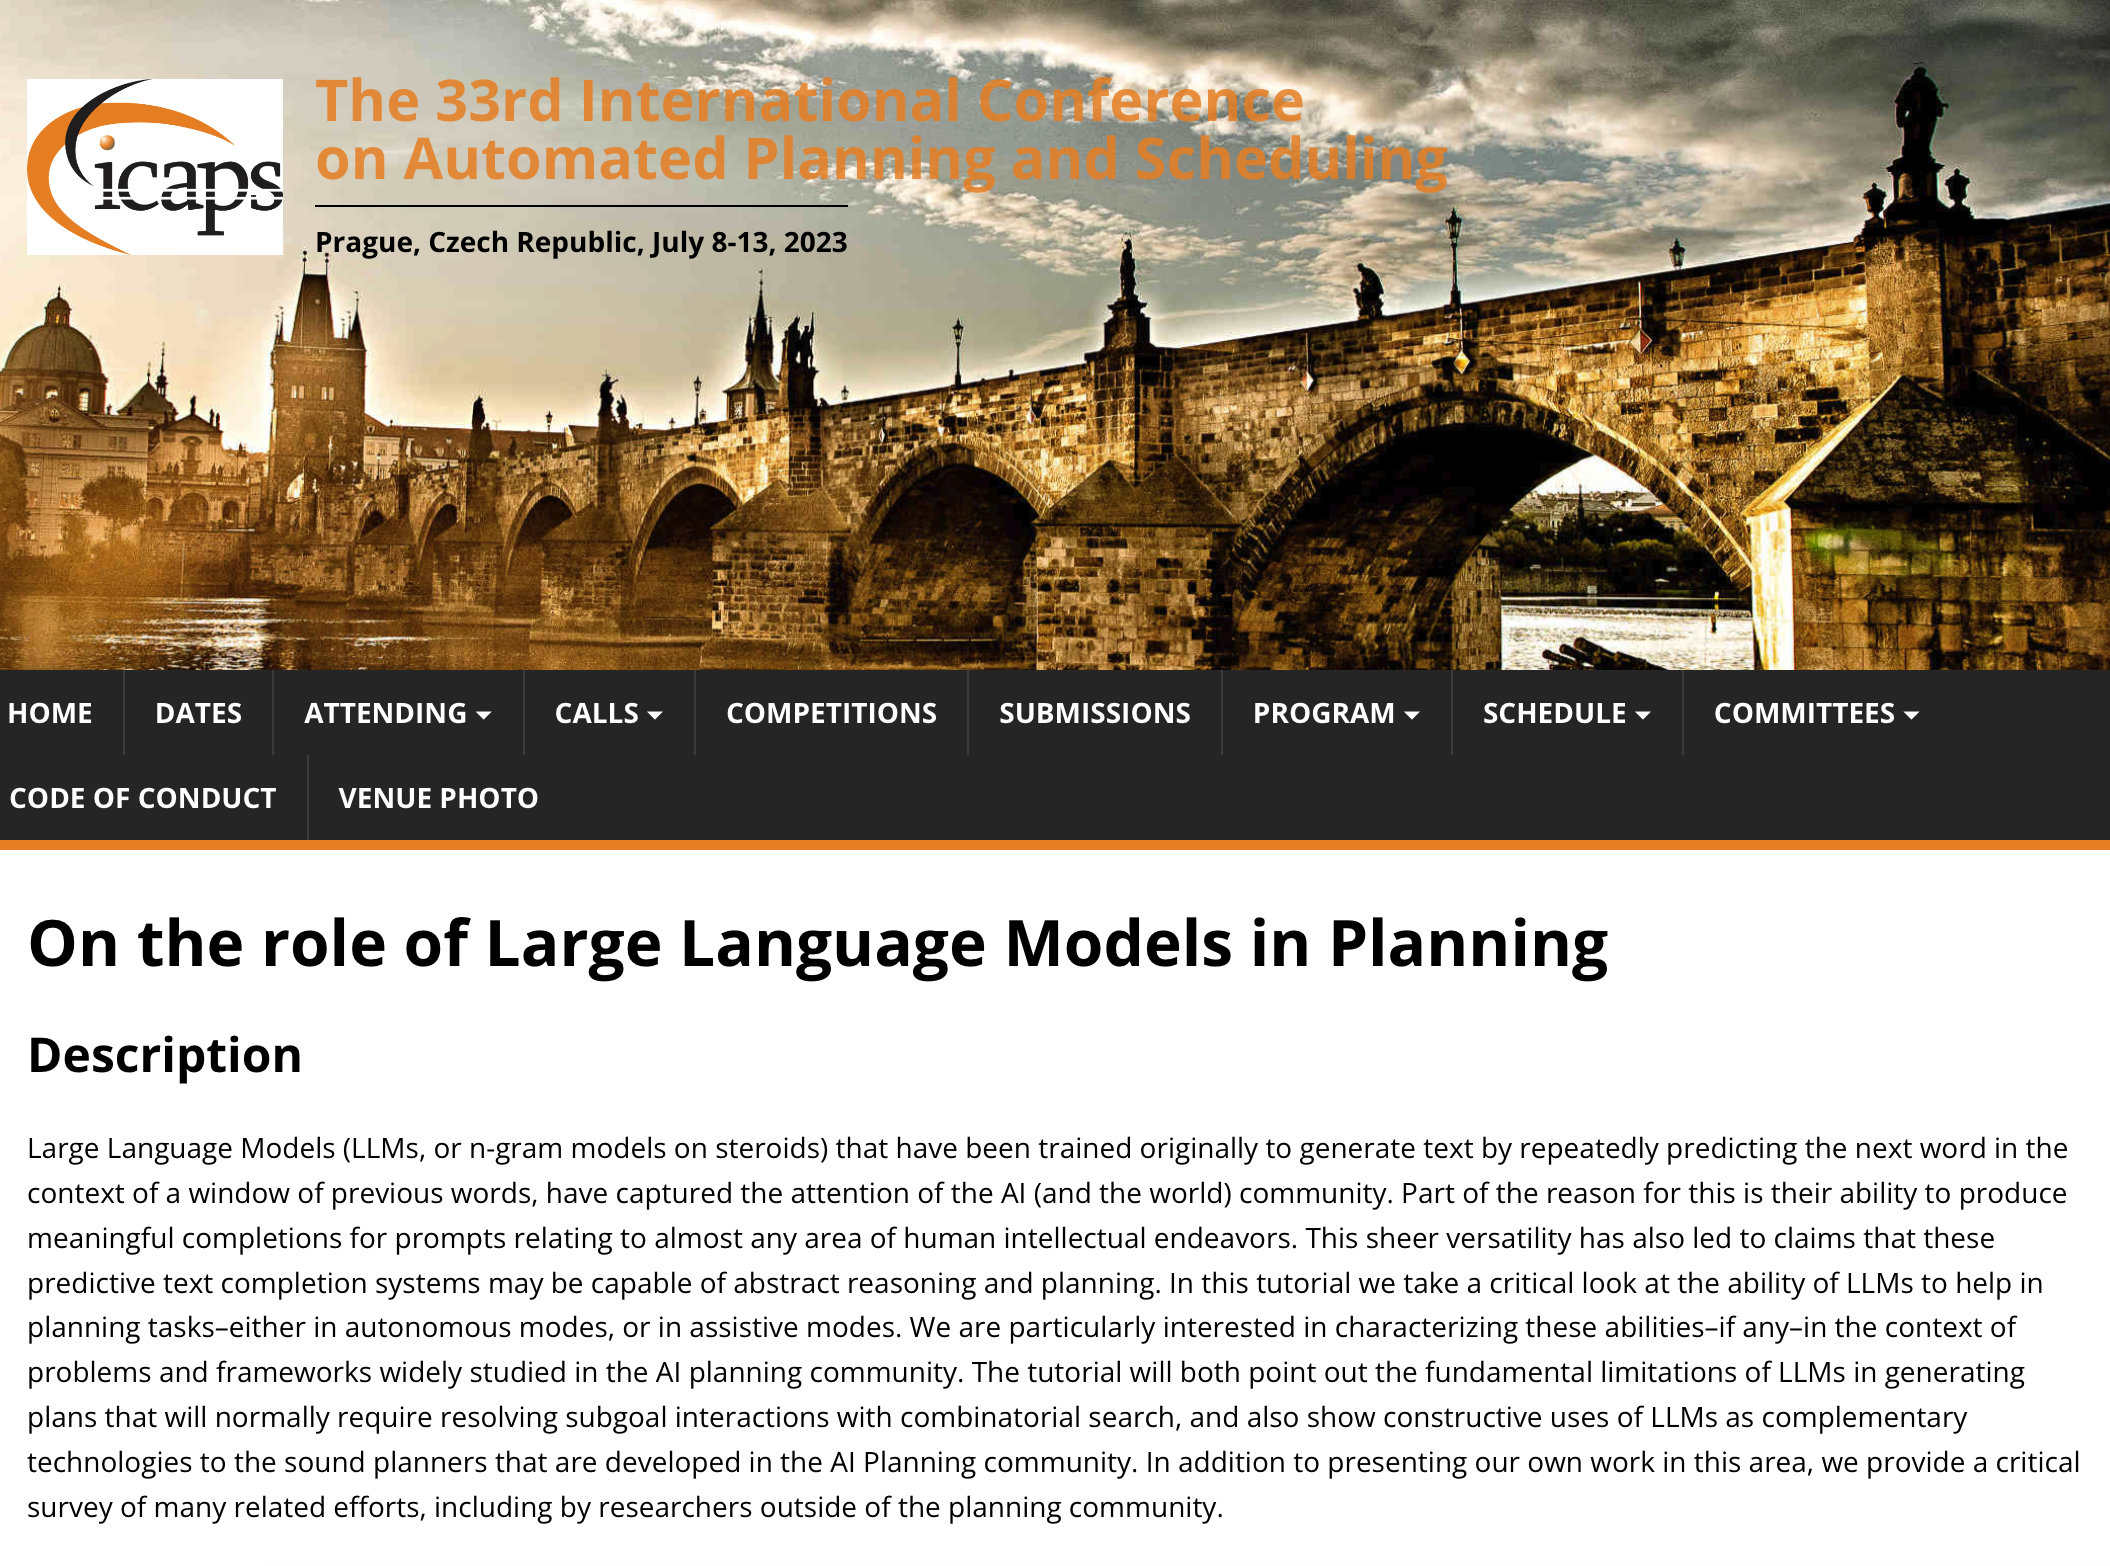 icaps
The 33rd International Conference
on Automated Planning and Scheduling
Prague, Czech Republic, July 8-13, 2023
HOME DATES ATTENDING CALLS COMPETITIONS SUBMISSIONS PROGRAM SCHEDULE COMMITTEES
CODE OF CONDUCT VENUE PHOTO
On the role of Large Language Models in Planning
Description
Large Language Models (LLMs, or n-gram models on steroids) that have been trained originally to generate text by repeatedly predicting the next word in the
context of a window of previous words, have captured the attention of the AI (and the world) community. Part of the reason for this is their ability to produce
meaningful completions for prompts relating to almost any area of human intellectual endeavors. This sheer versatility has also led to claims that these
predictive text completion systems may be capable of abstract reasoning and planning. In this tutorial we take a critical look at the ability of LLMs to help in
planning tasks–either in autonomous modes, or in assistive modes. We are particularly interested in characterizing these abilities–if any–in the context of
problems and frameworks widely studied in the AI planning community. The tutorial will both point out the fundamental limitations of LLMs in generating
plans that will normally require resolving subgoal interactions with combinatorial search, and also show constructive uses of LLMs as complementary
technologies to the sound planners that are developed in the AI Planning community. In addition to presenting our own work in this area, we provide a critical
survey of many related efforts, including by researchers outside of the planning community.